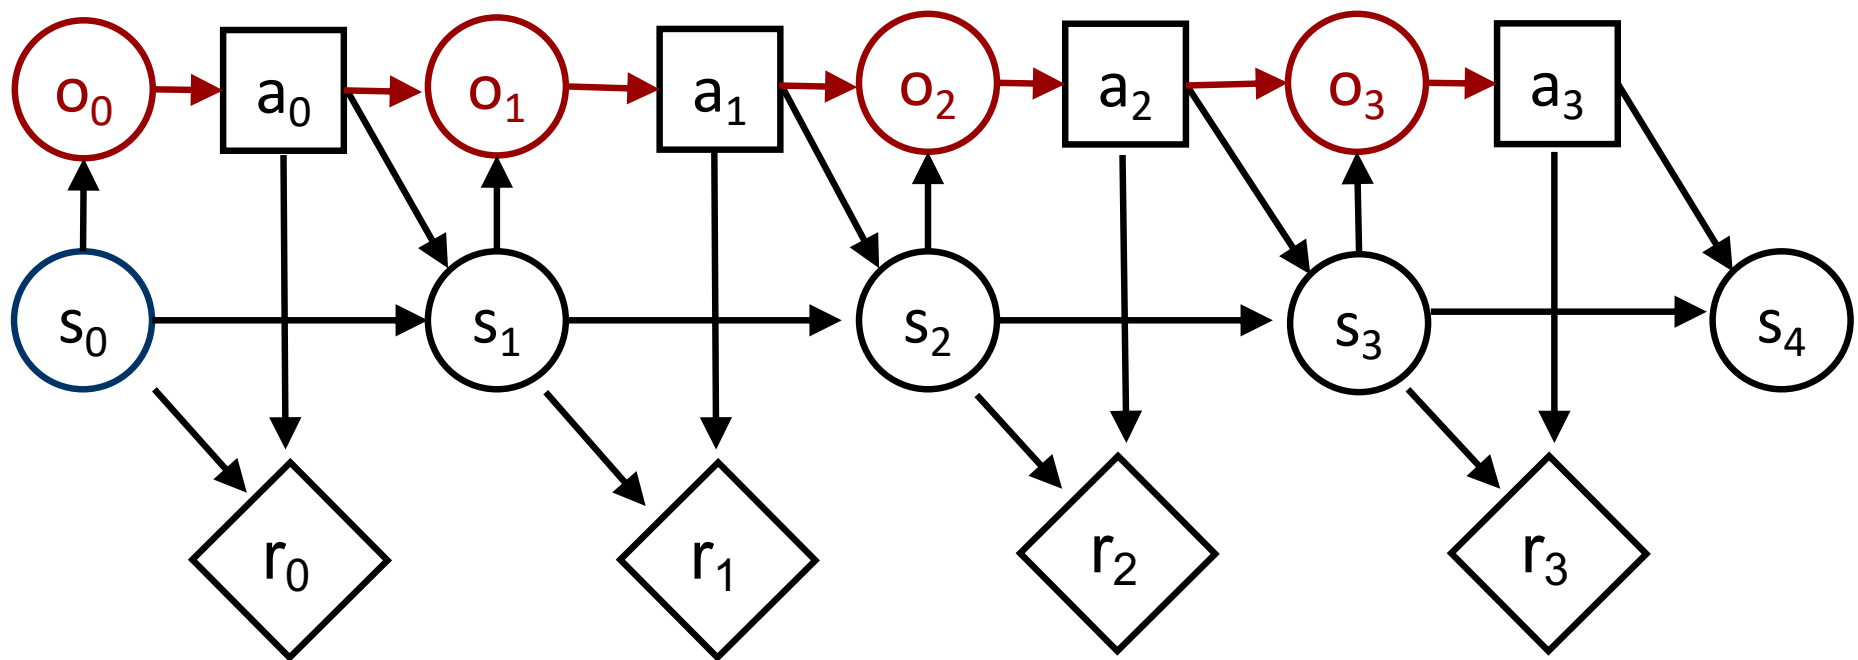 o₀ a₀ o₁ a₁ o₂ a₂ o₃ a₃
s₀ s₁ s₂ s₃ s₄
r₀ r₁ r₂ r₃